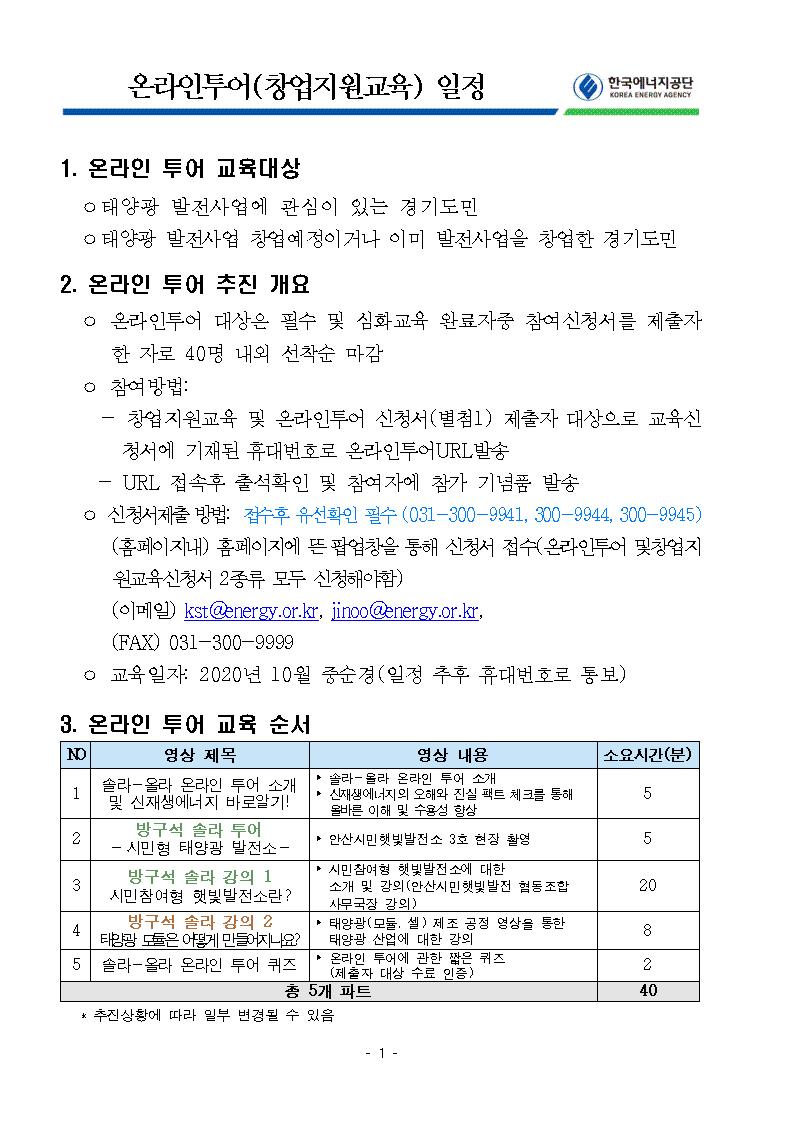 온라인투어(창업지원교육) 일정
한국에너지공단
KOREA ENERGY AGENCY
1. 온라인 투어 교육대상
○태양광 발전사업에 관심이 있는 경기도민
○태양광 발전사업 창업예정이거나 이미 발전사업을 창업한 경기도민
2. 온라인 투어 추진 개요
○ 온라인투어 대상은 필수 및 심화교육 완료자중 참여신청서를 제출자
한 자로 40명 내외 선착순 마감
○ 참여방법:
- 창업지원교육 및 온라인투어 신청서(별첨1) 제출자 대상으로 교육신
청서에 기재된 휴대번호로 온라인투어URL발송
- URL 접속후 출석확인 및 참여자에 참가 기념품 발송
○ 신청서제출 방법: 접수후 유선확인 필수 (031-300-9941, 300-9944, 300-9945)
(홈페이지내) 홈페이지에 뜬 팝업창을 통해 신청서 접수(온라인투어 및창업지
원교육신청서 2종류 모두 신청해야함)
(이메일) kst@energy.or.kr, jinoo@energy.or.kr,
(FAX) 031-300-9999
○ 교육일자: 2020년 10월 중순경(일정 추후 휴대번호로 통보)
3. 온라인 투어 교육 순서
NO 영상 제목 영상 내용 소요시간(분)
1 솔라-올라 온라인 투어 소개 및 신재생에너지 바로알기! ▸ 솔라-올라 온라인 투어 소개
▸ 신재생에너지의 오해와 진실 팩트 체크를 통해
올바른 이해 및 수용성 향상 5
2 방구석 솔라 투어
- 시민형 태양광 발전소 - ▸ 안산시민햇빛발전소 3호 현장 촬영 5
3 방구석 솔라 강의 1
시민참여형 햇빛발전소란? ▸ 시민참여형 햇빛발전소에 대한
소개 및 강의(안산시민햇빛발전 협동조합
사무국장 강의) 20
4 방구석 솔라 강의 2
태양광 모듈은 어떻게 만들어지나요? ▸ 태양광(모듈, 셀) 제조 공정 영상을 통한
태양광 산업에 대한 강의 8
5 솔라-올라 온라인 투어 퀴즈 ▸ 온라인 투어에 관한 짧은 퀴즈
(제출자 대상 수료 인증) 2
총 5개 파트 40
* 추진상황에 따라 일부 변경될 수 있음
- 1 -